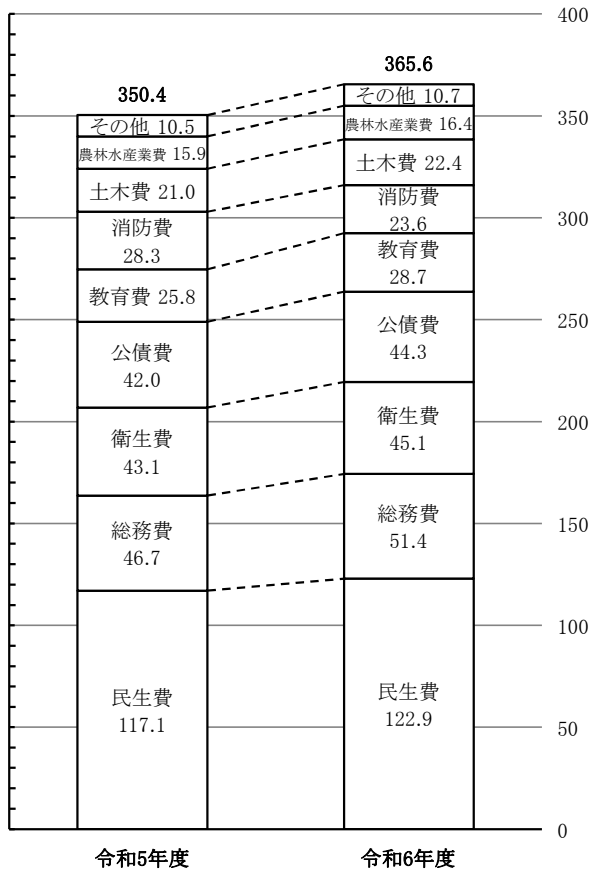 400
350
300
250
200
150
100
50
0
350.4
その他 10.5
農林水産業費 15.9
土木費 21.0
消防費
28.3
教育費 25.8
公債費
42.0
衛生費
43.1
総務費
46.7
民生費
117.1
令和5年度
365.6
その他 10.7
農林水産業費 16.4
土木費 22.4
消防費
23.6
教育費
28.7
公債費
44.3
衛生費
45.1
総務費
51.4
民生費
122.9
令和6年度